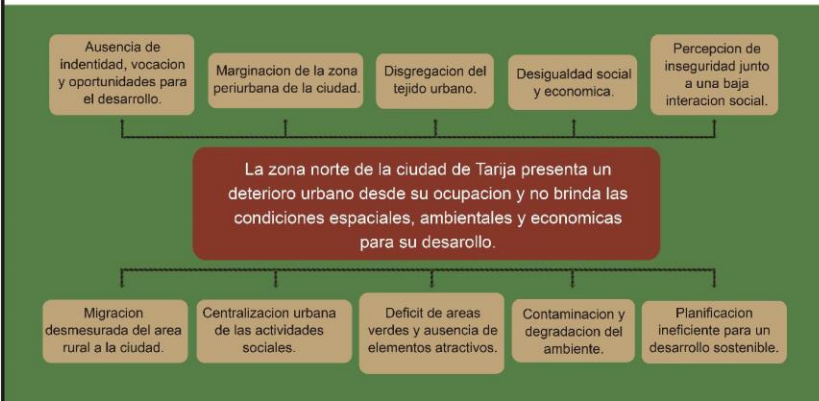 Ausencia de
indentidad, vocacion
y oportunidades para
el desarrollo.
Marginacion de la zona
periurbana de la ciudad.
Disgregacion del
tejido urbano.
Desigualdad social
y economica.
Percepcion de
inseguridad junto
a una baja
interacion social.
La zona norte de la ciudad de Tarija presenta un
deterioro urbano desde su ocupacion y no brinda las
condiciones espaciales, ambientales y economicas
para su desarollo.
Migracion
desmesurada del area
rural a la ciudad.
Centralizacion urbana
de las actividades
sociales.
Deficit de areas
verdes y ausencia de
elementos atractivos.
Contaminacion y
degradacion del
ambiente.
Planificacion
ineficiente para un
desarrollo sostenible.